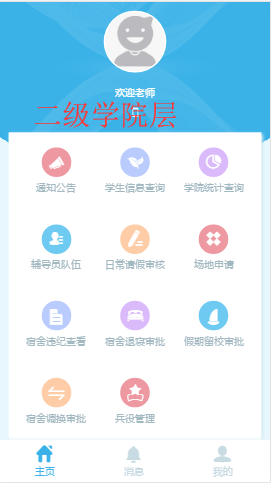 欢迎老师
二级学院层
通知公告
学生信息查询
学院统计查询
辅导员队伍
日常请假审核
场地申请
宿舍违纪查看
宿舍退寝审批
假期留校审批
宿舍调换审批
兵役管理
主页
消息
我的